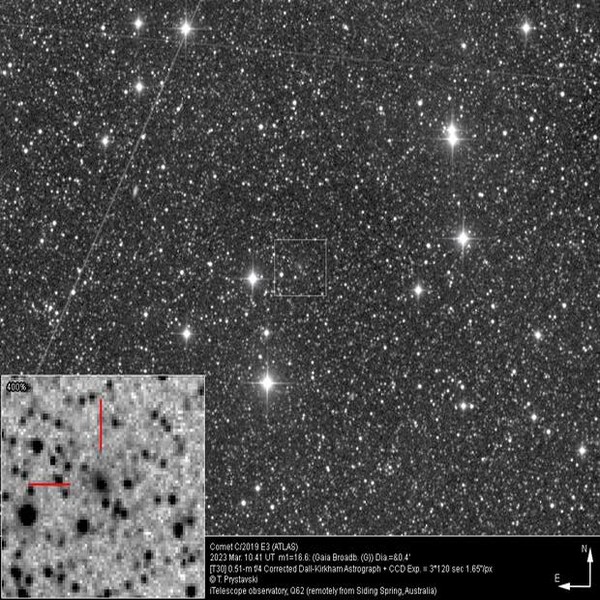 400%
Comet C/2019 E3 (ATLAS)
2023 Mar. 10.41 UT m1=16.6: (Gaia Broadb. (G)) Dia.=&0.4'
[T30] 0.51-m f/4 Corrected Dall-Kirkham Astrograph + CCD Exp. = 3*120 sec 1.65"/px
© T. Prystavski
iTelescope observatory, Q62 (remotely from Siding Spring, Australia)
N
E